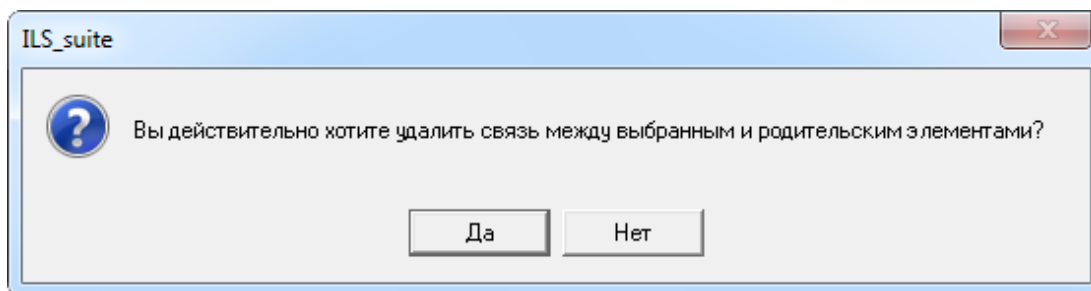 ILS_suite
Вы действительно хотите удалить связь между выбранным и родительским элементами?
Да
Нет